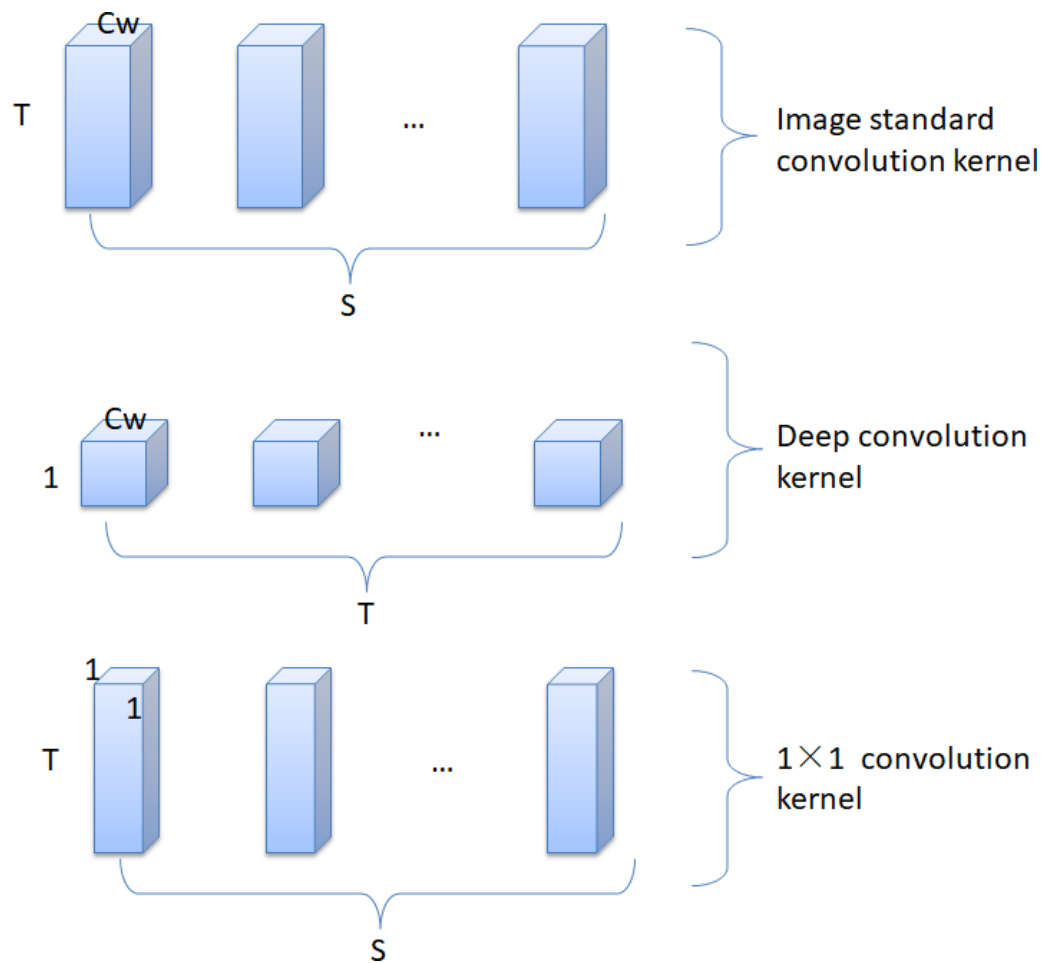 Cw
T
...
Image standard
convolution kernel
S
Cw
...
1
Deep convolution
kernel
T
1
1
T
...
1×1 convolution
kernel
S